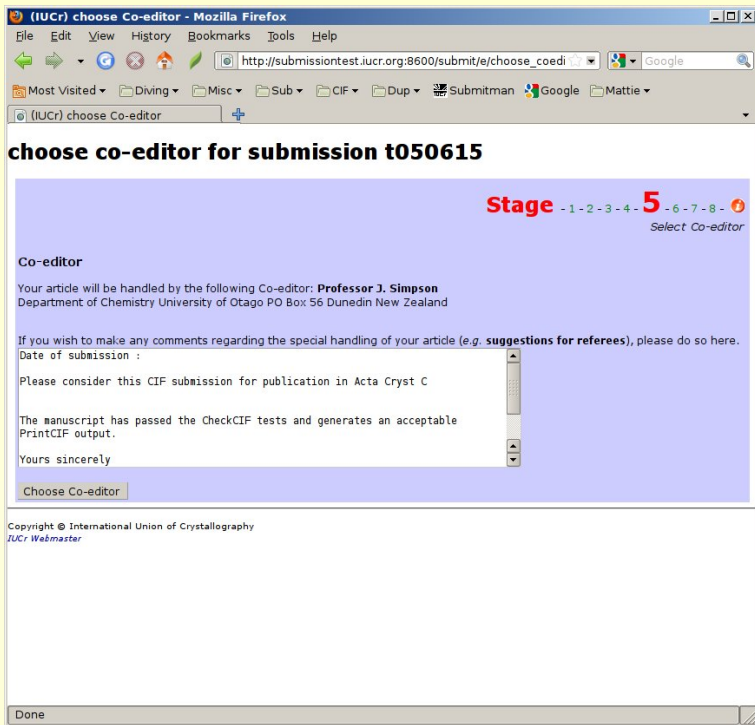 (IUCr) choose Co-editor - Mozilla Firefox
File Edit View History Bookmarks Tools Help
http://submissiontest.iucr.org:8600/submit/e/choose_coedi Google
Most Visited Diving Misc Sub CIF Dup Submitman Google Mattie
(IUCr) choose Co-editor
choose co-editor for submission t050615
Stage - 1 - 2 - 3 - 4 - 5 - 6 - 7 - 8 -
Select Co-editor
Co-editor
Your article will be handled by the following Co-editor: Professor J. Simpson
Department of Chemistry University of Otago PO Box 56 Dunedin New Zealand
If you wish to make any comments regarding the special handling of your article (e.g. suggestions for referees), please do so here.
Date of submission :
Please consider this CIF submission for publication in Acta Cryst C
The manuscript has passed the CheckCIF tests and generates an acceptable
PrintCIF output.
Yours sincerely
Choose Co-editor
Copyright © International Union of Crystallography
IUCr Webmaster
Done